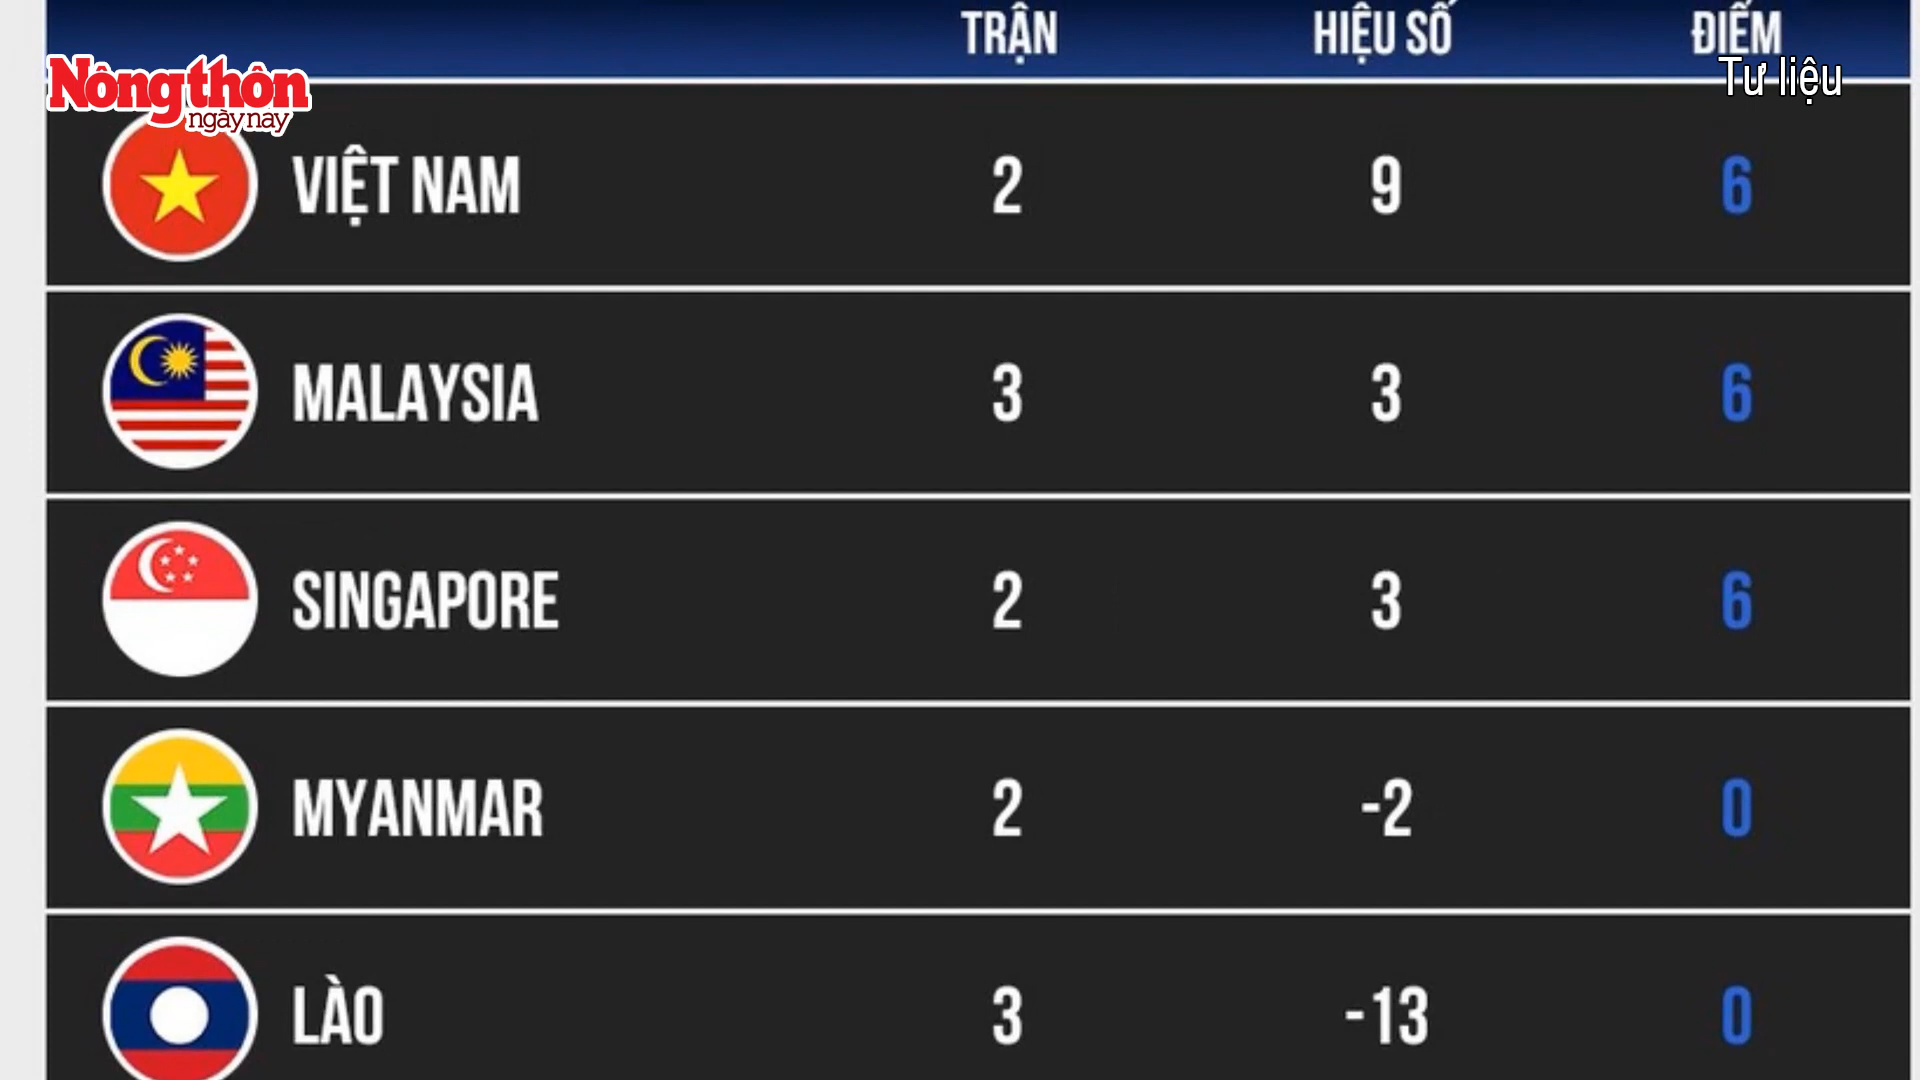 TRẬN HIỆU SỐ ĐIỂM
Nông thôn
ngày nay
Tư liệu
VIỆT NAM 2 9 6
MALAYSIA 3 3 6
SINGAPORE 2 3 6
MYANMAR 2 -2 0
LÀO 3 -13 0